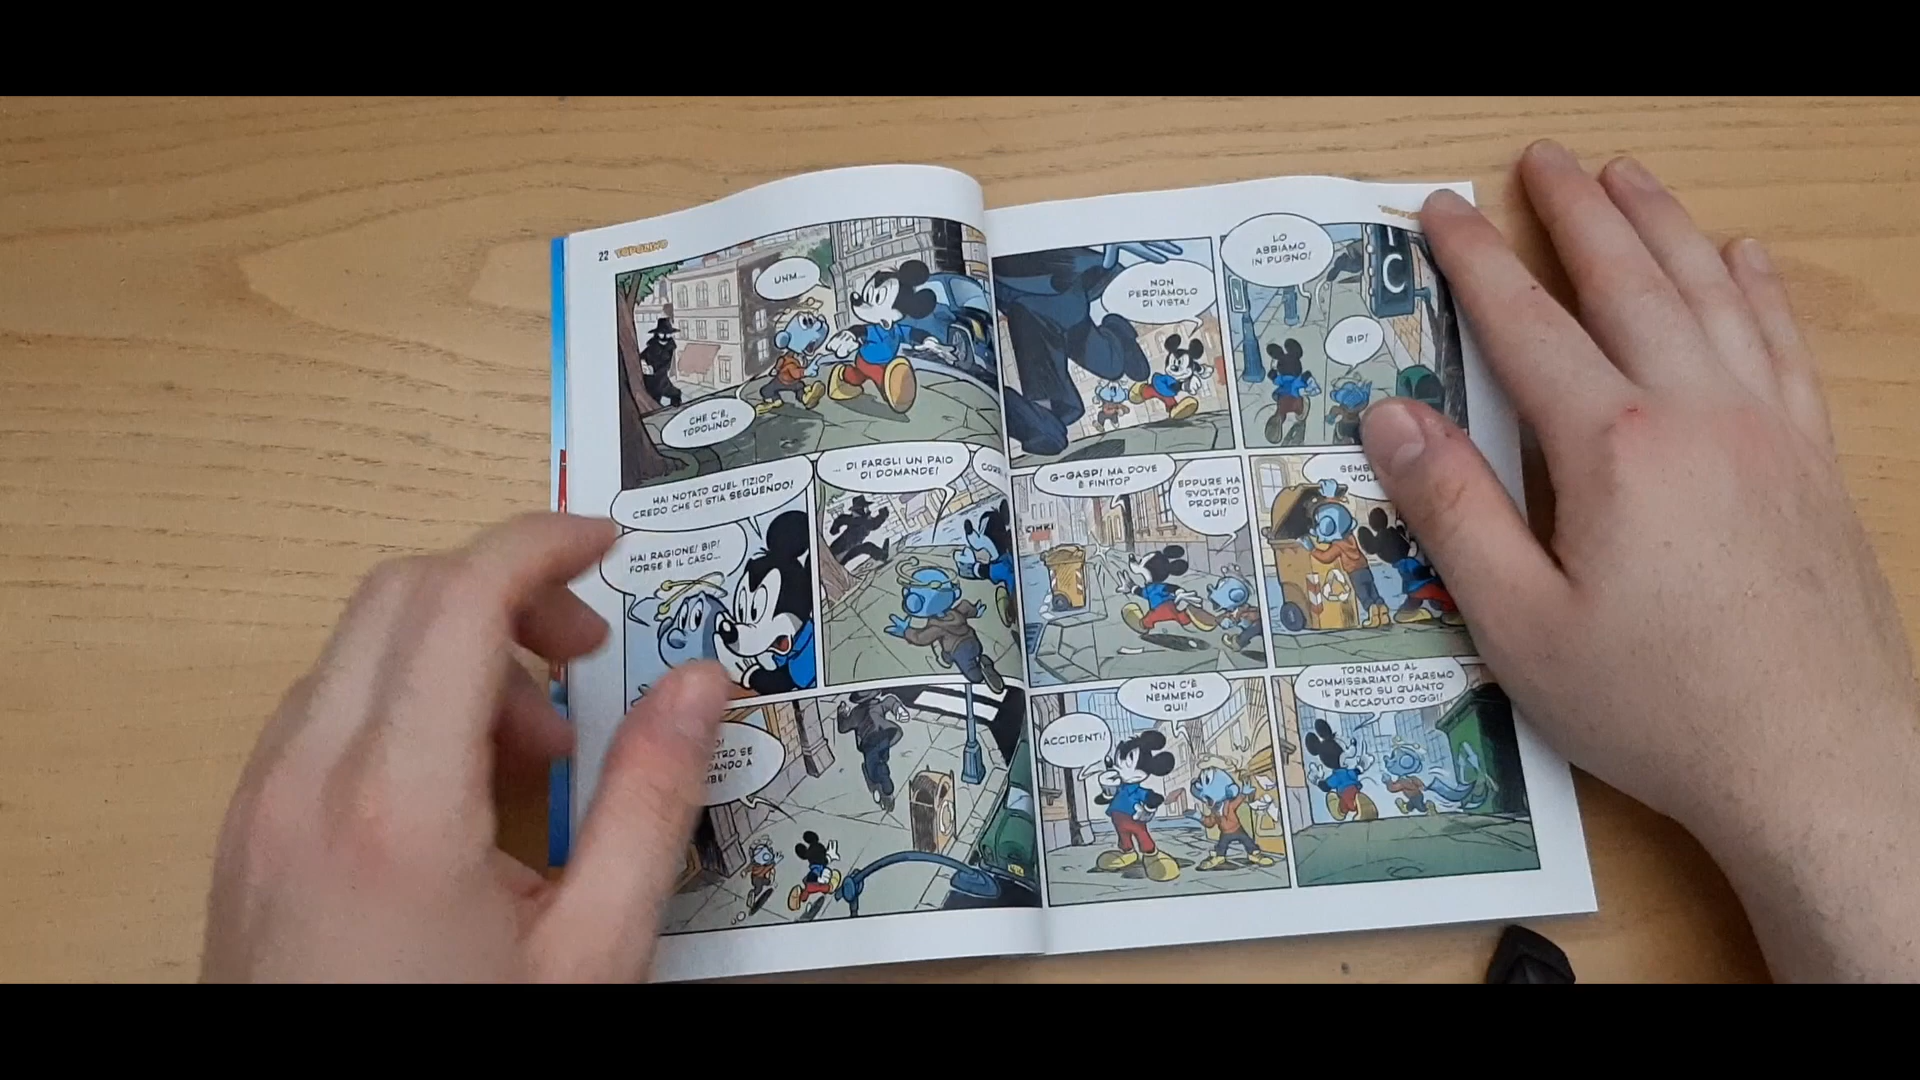 22 TOPOLINO
UHM...
CHE C'È,
TOPOLINO?
HAI NOTATO QUEL TIZIO?
CREDO CHE CI STIA SEGUENDO!
HAI RAGIONE! BIP!
FORSE È IL CASO...
... DI FARGLI UN PAIO
DI DOMANDE!
NON
PERDIAMOLO
DI VISTA!
LO
ABBIAMO
IN PUGNO!
C
BIP!
G-GASP! MA DOVE
È FINITO?
EPPURE HA
SVOLTATO
PROPRIO
QUI!
ACCIDENTI!
NON C'È
NEMMENO
QUI!
TORNIAMO AL
COMMISSARIATO! FAREMO
IL PUNTO SU QUANTO
È ACCADUTO OGGI!